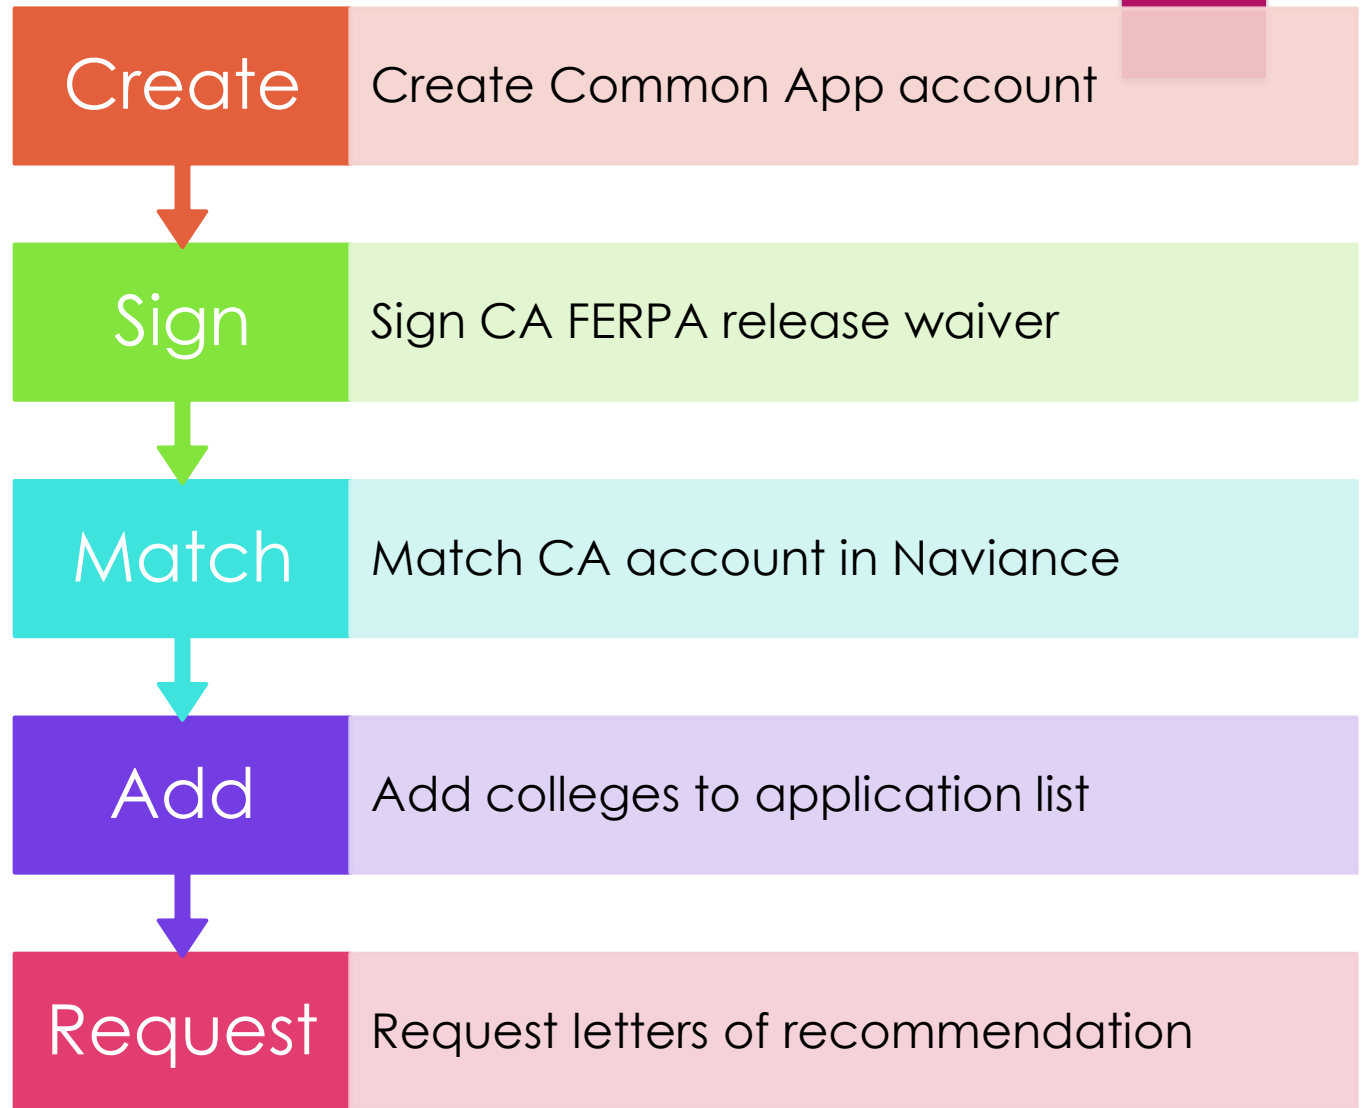 Create
Create Common App account
Sign
Sign CA FERPA release waiver
Match
Match CA account in Naviance
Add
Add colleges to application list
Request
Request letters of recommendation